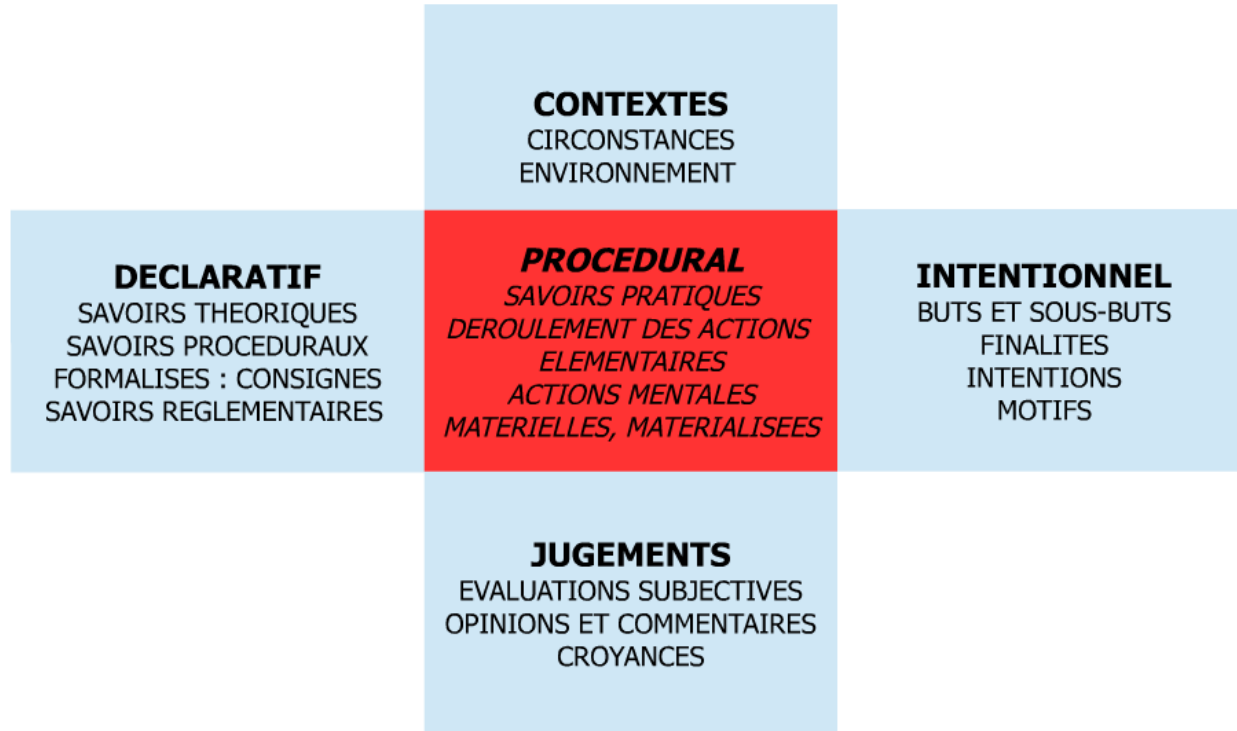 CONTEXTES
CIRCONSTANCES
ENVIRONNEMENT
DECLARATIF
SAVOIRS THEORIQUES
SAVOIRS PROCEDURAUX
FORMALISES : CONSIGNES
SAVOIRS REGLEMENTAIRES
PROCEDURAL
SAVOIRS PRATIQUES
DEROULEMENT DES ACTIONS
ELEMENTAIRES
ACTIONS MENTALES
MATERIELLES, MATERIALISEES
INTENTIONNEL
BUTS ET SOUS-BUTS
FINALITES
INTENTIONS
MOTIFS
JUGEMENTS
EVALUATIONS SUBJECTIVES
OPINIONS ET COMMENTAIRES
CROYANCES